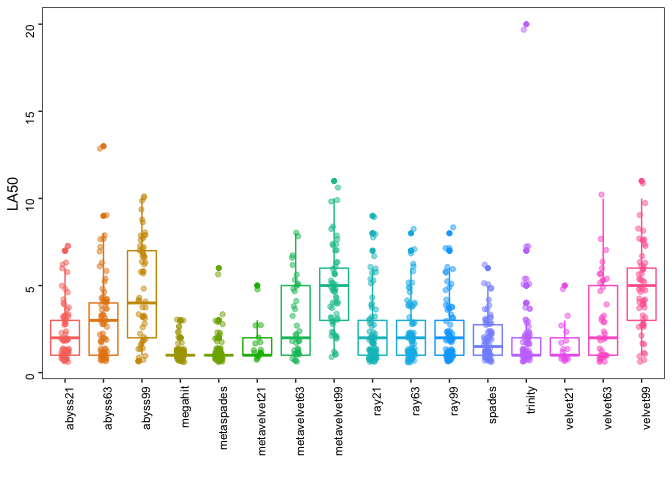 LA50
20
15
10
5
0
abyss21
abyss63
abyss99
megahit
metaspades
metavelvet21
metavelvet63
metavelvet99
ray21
ray63
ray99
spades
trinity
velvet21
velvet63
velvet99